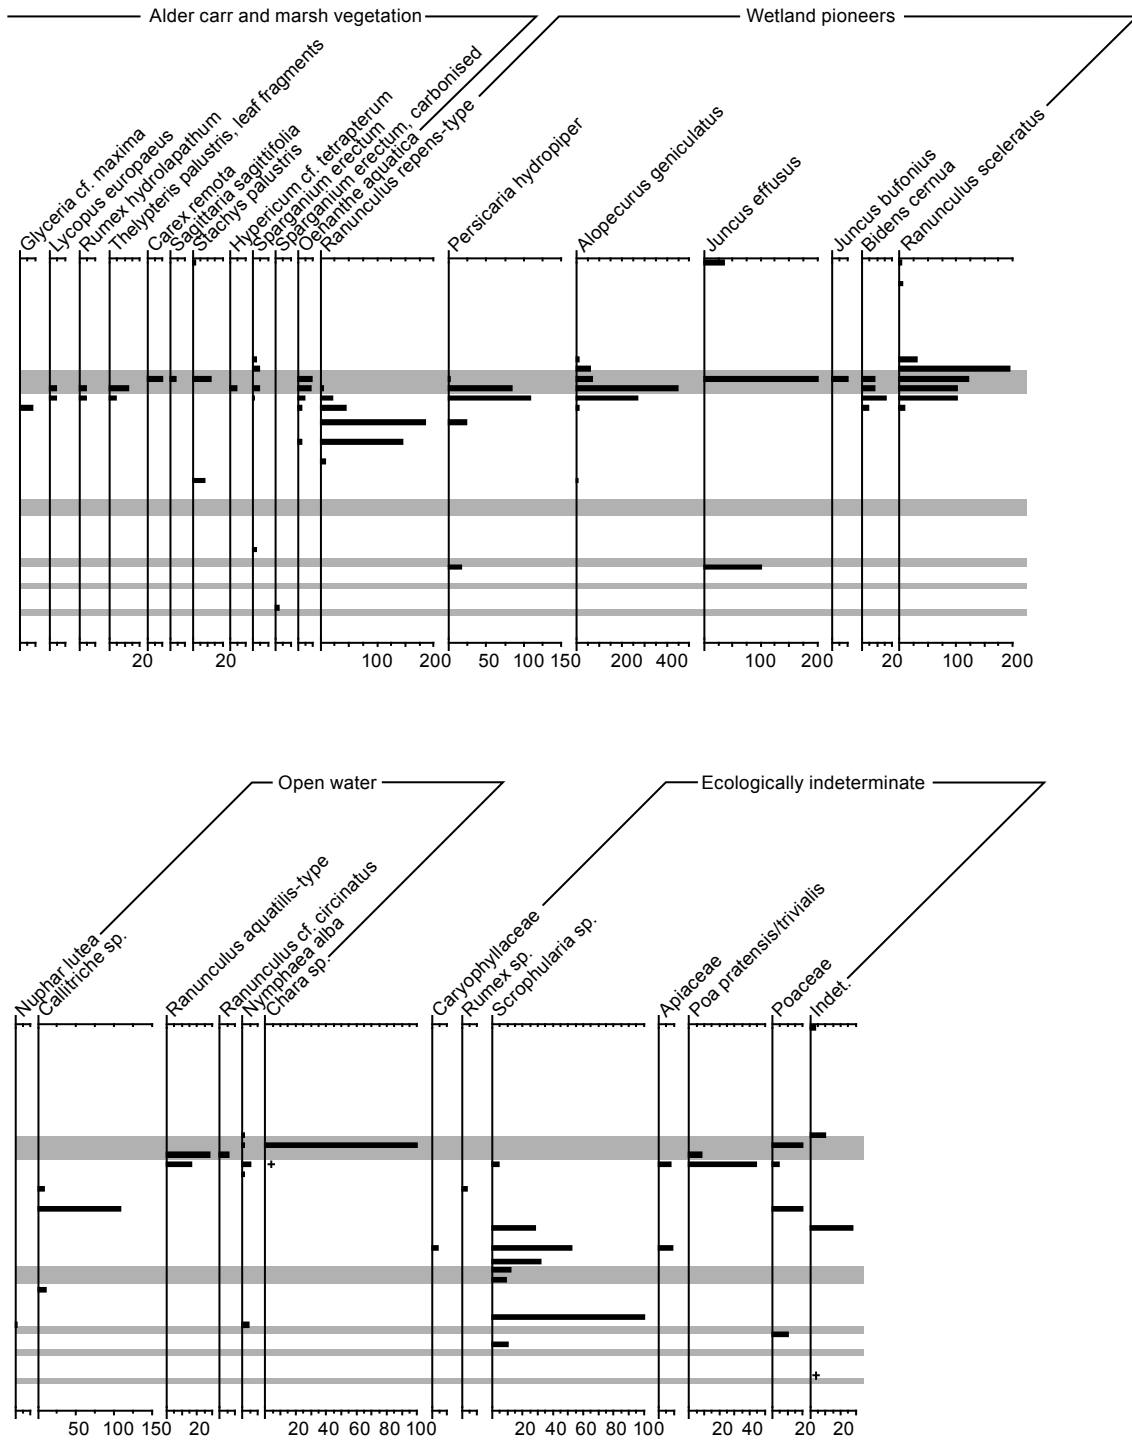 Alder carr and marsh vegetation
Wetland pioneers
Glyceria cf. maxima
Lycopus europaeus
Rumex hydrolapathum
Thelypteris palustris, leaf fragments
Carex remota
Sagittaria sagittifolia
Stachys palustris
Hypericum cf. tetrapterum
Sparganium erectum
Sparganium erectum, carbonised
Oenanthe aquatica
Ranunculus repens-type
Persicaria hydropiper
Alopecurus geniculatus
Juncus effusus
Juncus bufonius
Bidens cernua
Ranunculus sceleratus
20 20 100 200 50 100 150 200 400 100 200 20 100 200
Open water
Ecologically indeterminate
Nuphar lutea
Callitriche sp.
Ranunculus aquatilis-type
Ranunculus cf. circinatus
Nymphaea alba
Chara sp.
Caryophyllaceae
Rumex sp.
Scrophularia sp.
Apiaceae
Poa pratensis/trivialis
Poaceae
Indet.
+
+
50 100 150 20 20 40 60 80 100 20 40 60 80 100 20 40 20 20